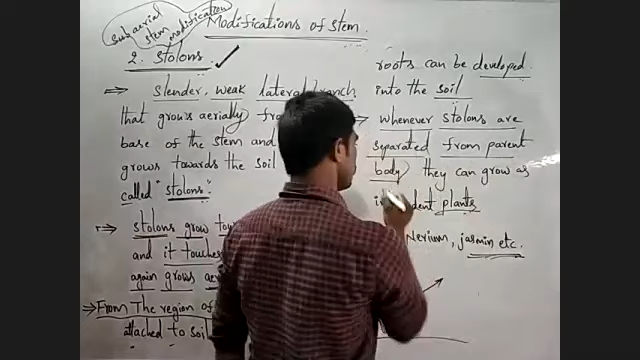 Sub aerial
stem
modification
Modifications of stem
2. Stolons
⇒ slender, weak lateral branch
that grows aerially
base of the stem and
grows towards the soil
called "stolons"
⇒ stolons grow
and it touches
again grows
⇒ From The region of
attached to soil
roots can be developed
into the soil
whenever stolons are
separated from parent
body they can grow as
plants
Nerium, jasmin etc.